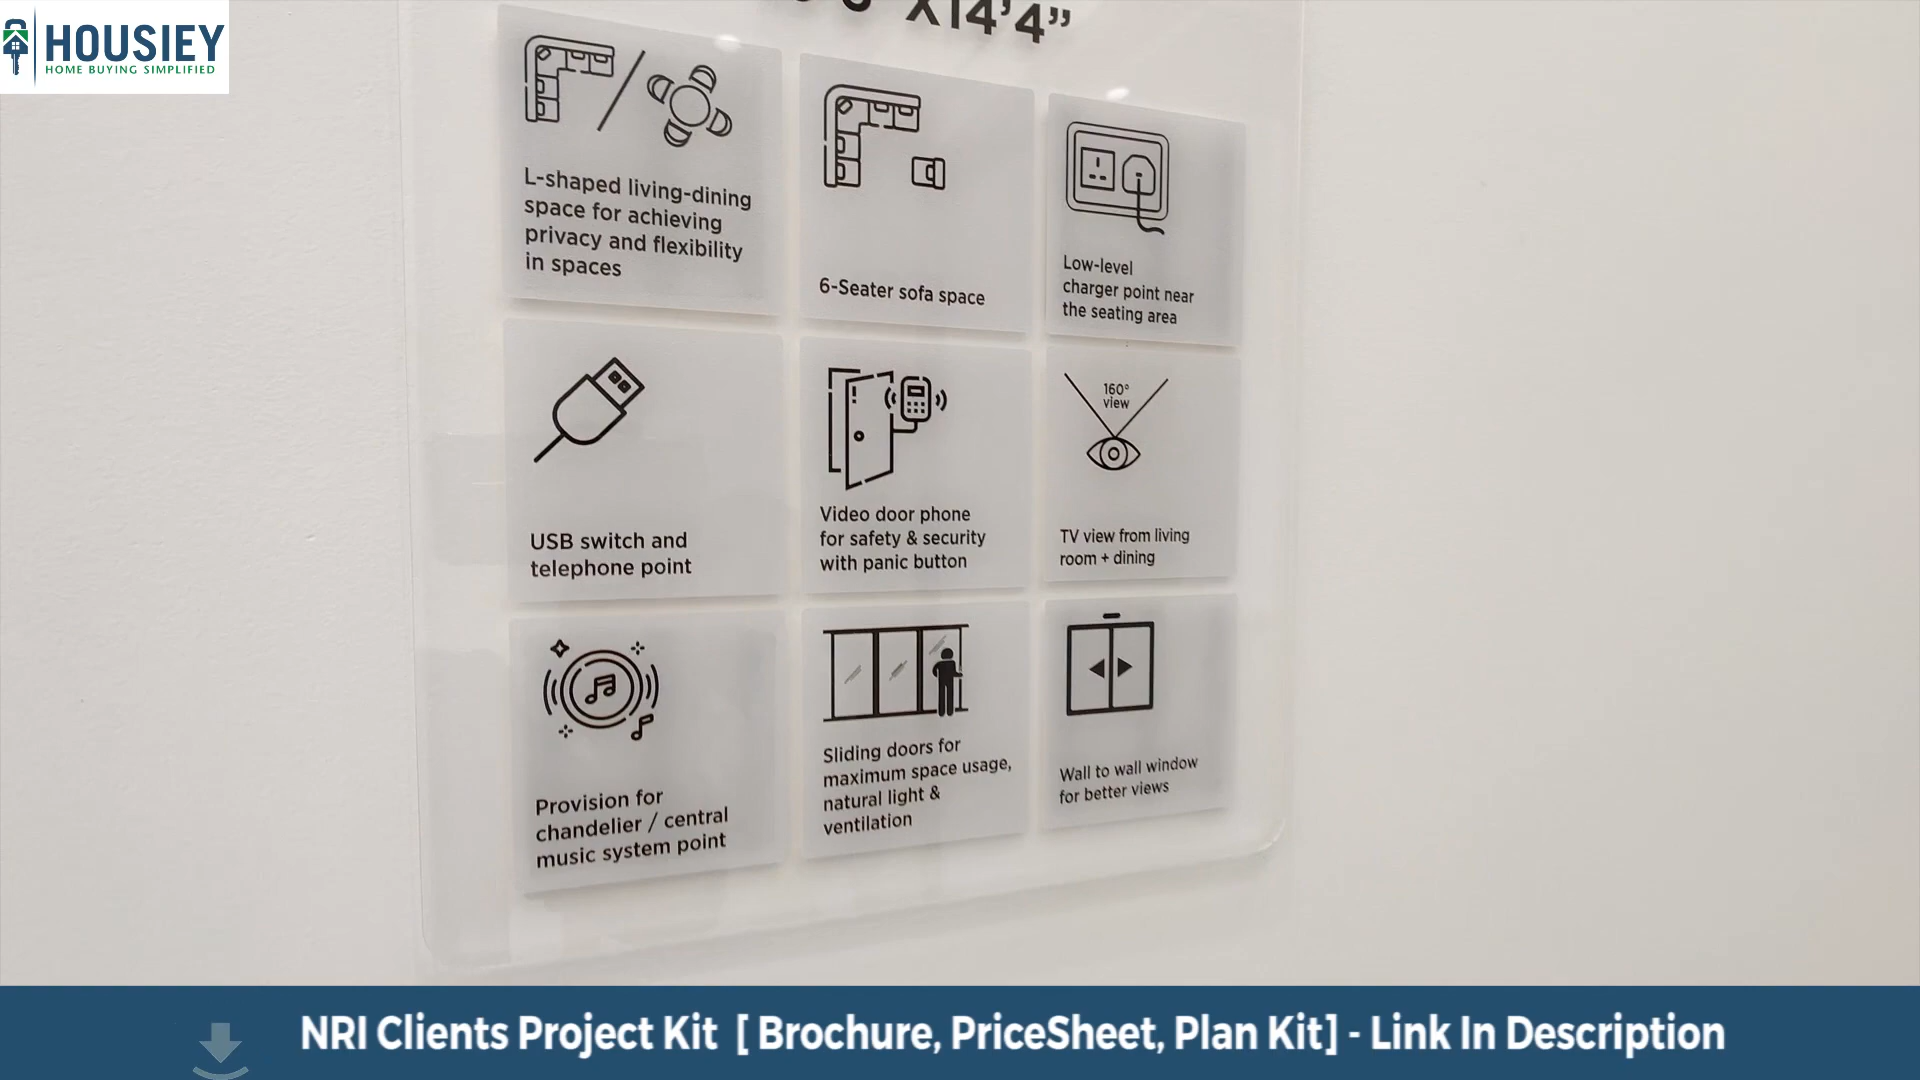 HOUSIEY
HOME BUYING SIMPLIFIED
X14'4”
L-shaped living-dining
space for achieving
privacy and flexibility
in spaces
6-Seater sofa space
Low-level
charger point near
the seating area
USB switch and
telephone point
Video door phone
for safety & security
with panic button
160°
view
TV view from living
room + dining
Provision for
chandelier / central
music system point
Sliding doors for
maximum space usage,
natural light &
ventilation
Wall to wall window
for better views
NRI Clients Project Kit [ Brochure, PriceSheet, Plan Kit] - Link In Description